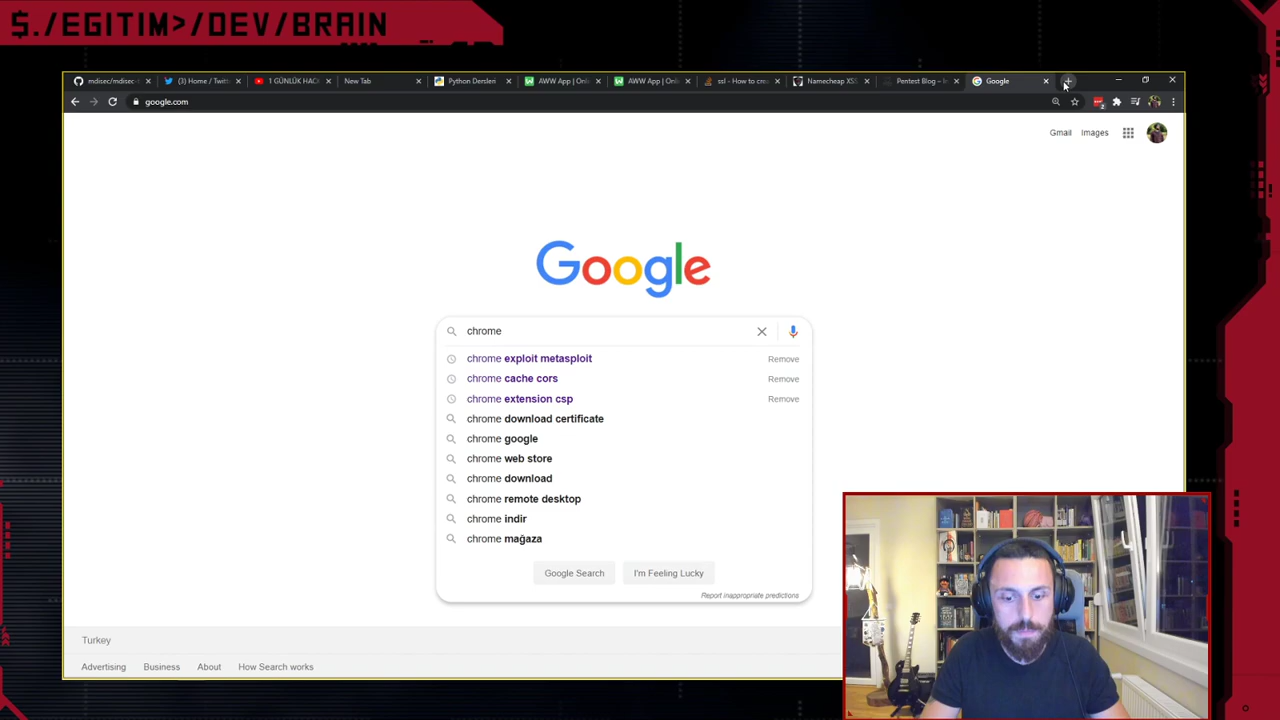 $./EGITIM>/DEV/BRAIN
mdisec/mdisec-
(3) Home / Twitt
1 GÜNLÜK HAC
New Tab
Python Dersleri
AWW App | Onli
AWW App | Onli
ssl - How to cre
Namecheap XSS
Pentest Blog – In
Google
google.com
Gmail
Images
Google
chrome
chrome exploit metasploit
Remove
chrome cache cors
Remove
chrome extension csp
Remove
chrome download certificate
chrome google
chrome web store
chrome download
chrome remote desktop
chrome indir
chrome mağaza
Google Search
I'm Feeling Lucky
Report inappropriate predictions
Turkey
Advertising
Business
About
How Search works